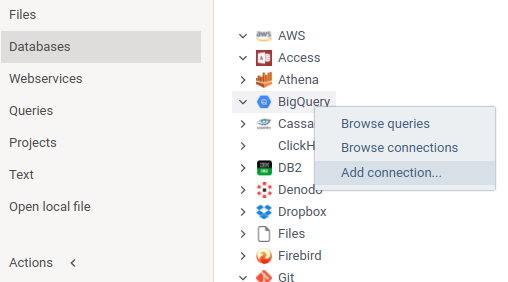 Files
Databases
Webservices
Queries
Projects
Text
Open local file
Actions
AWS
Access
Athena
BigQuery
Cassa
ClickH
DB2
Denodo
Dropbox
Files
Firebird
Git
Browse queries
Browse connections
Add connection...